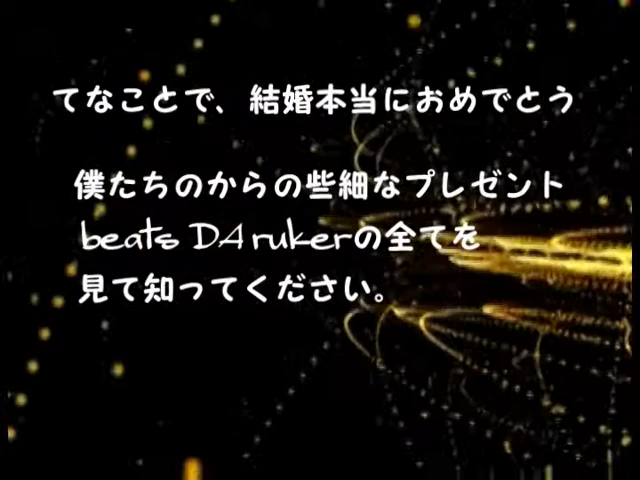 てなことで、結婚本当におめでとう
僕たちのからの些細なプレゼント
beats DA rukerの全てを
見て知ってください。